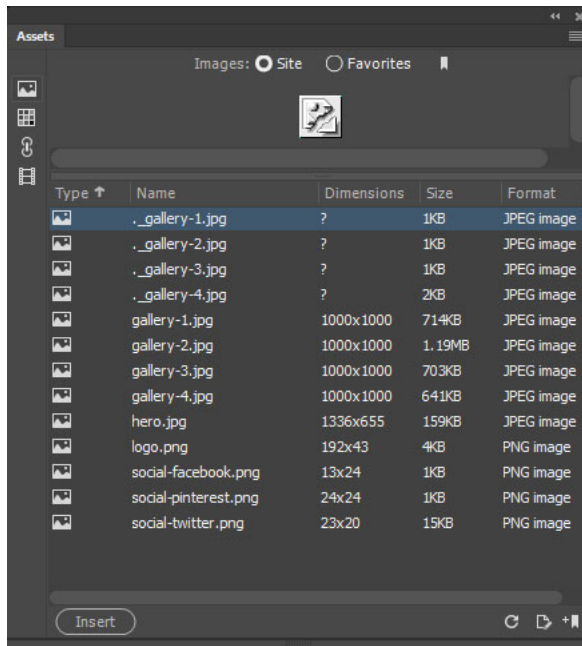 Assets
Images: Site Favorites
Type Name Dimensions Size Format
._gallery-1.jpg ? 1KB JPEG image
._gallery-2.jpg ? 1KB JPEG image
._gallery-3.jpg ? 1KB JPEG image
._gallery-4.jpg ? 2KB JPEG image
gallery-1.jpg 1000x1000 714KB JPEG image
gallery-2.jpg 1000x1000 1.19MB JPEG image
gallery-3.jpg 1000x1000 703KB JPEG image
gallery-4.jpg 1000x1000 641KB JPEG image
hero.jpg 1336x655 159KB JPEG image
logo.png 192x43 4KB PNG image
social-facebook.png 13x24 1KB PNG image
social-pinterest.png 24x24 1KB PNG image
social-twitter.png 23x20 15KB PNG image
Insert